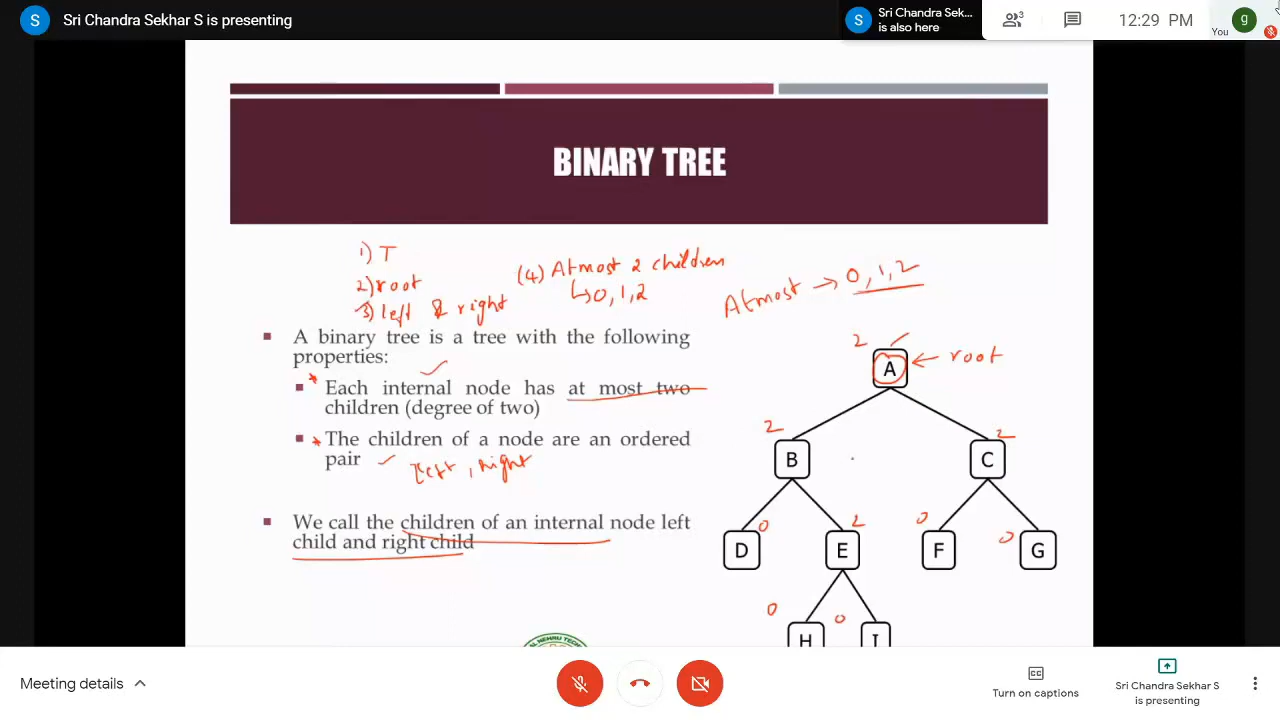 S Sri Chandra Sekhar S is presenting
S Sri Chandra Sek...
is also here
3
12:29 PM
g
You
BINARY TREE
1) T
2) root
3) left & right
(4) Atmost 2 children
↳ 0, 1, 2
Atmost → 0, 1, 2
A binary tree is a tree with the following
properties:
* Each internal node has at most two
children (degree of two)
* The children of a node are an ordered
pair left, right
We call the children of an internal node left
child and right child
2
A ← root
2 2
B C
0 2 0 0
D E F G
0 0
H I
NEHRU TECH
Meeting details
CC
Turn on captions
Sri Chandra Sekhar S
is presenting